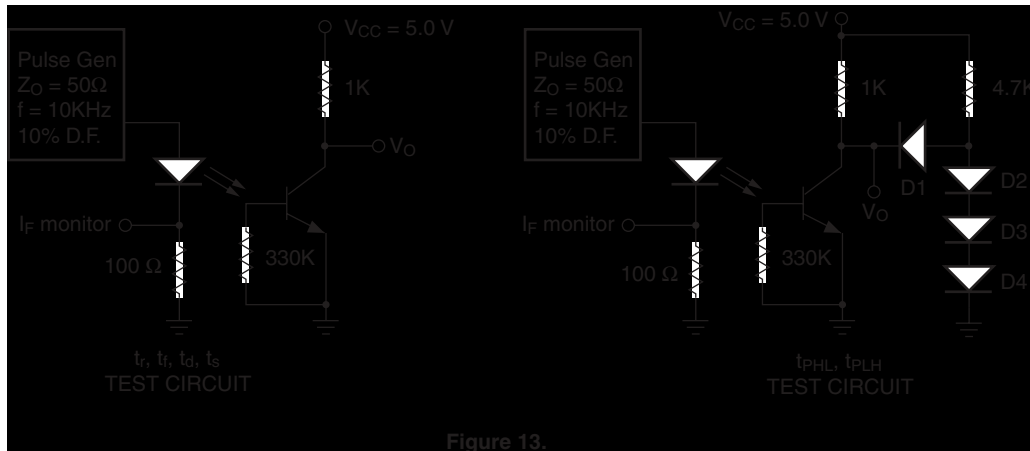 Pulse Gen
Z_O = 50Ω
f = 10KHz
10% D.F.
V_CC = 5.0 V
1K
V_O
I_F monitor
100 Ω
330K
t_r, t_f, t_d, t_s
TEST CIRCUIT
Pulse Gen
Z_O = 50Ω
f = 10KHz
10% D.F.
V_CC = 5.0 V
1K
4.7K
D1
V_O
D2
D3
D4
I_F monitor
100 Ω
330K
t_PHL, t_PLH
TEST CIRCUIT
Figure 13.